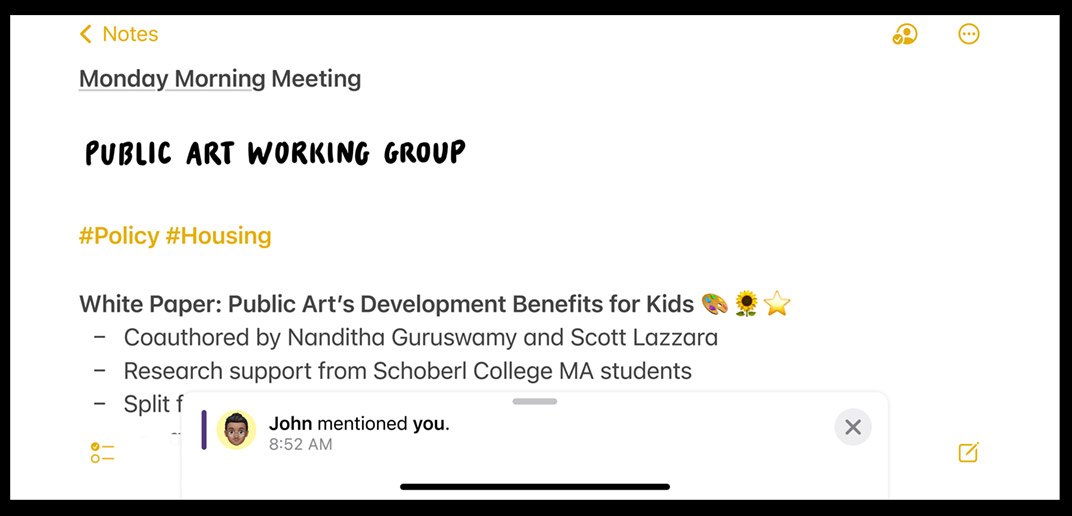 Notes
Monday Morning Meeting
PUBLIC ART WORKING GROUP
#Policy #Housing
White Paper: Public Art’s Development Benefits for Kids 🎨🌻⭐
– Coauthored by Nanditha Guruswamy and Scott Lazzara
– Research support from Schoberl College MA students
– Split
John mentioned you.
8:52 AM